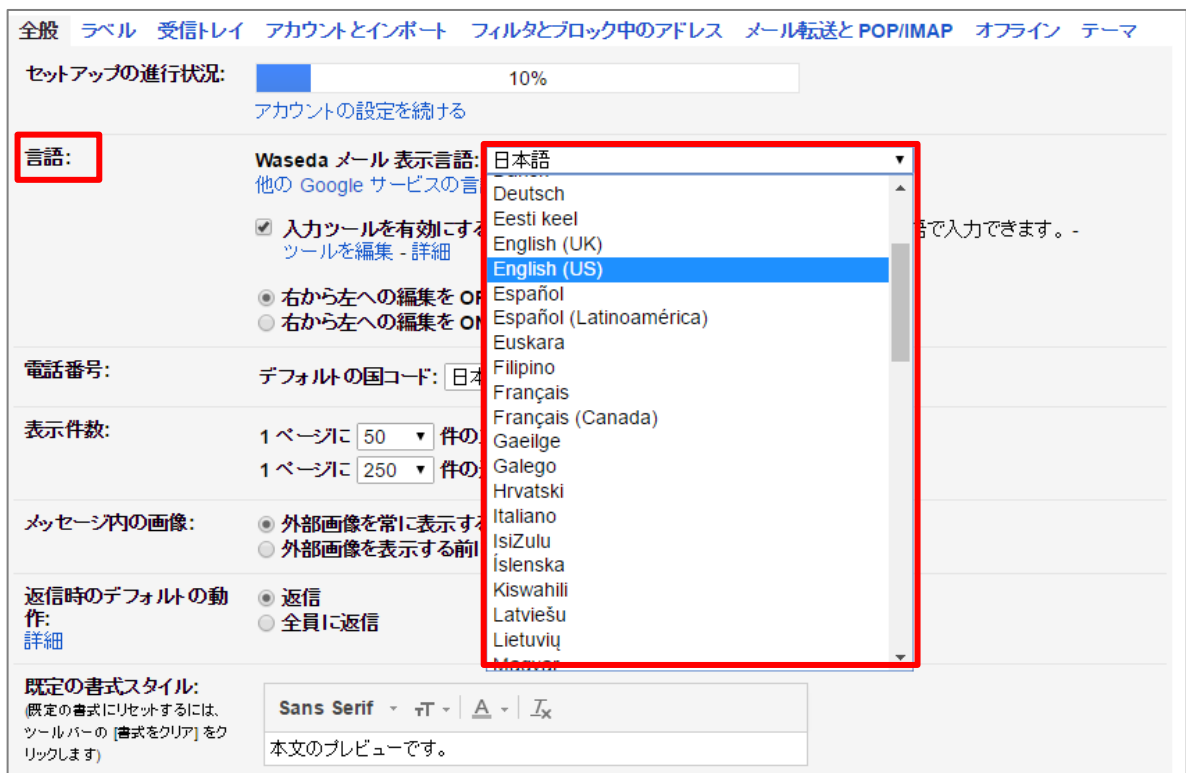 全般 ラベル 受信トレイ アカウントとインポート フィルタとブロック中のアドレス メール転送と POP/IMAP オフライン テーマ
セットアップの進行状況:
10%
アカウントの設定を続ける
言語:
Waseda メール 表示言語: 日本語
他の Google サービスの言
入力ツールを有効にする
語で入力できます。 -
ツールを編集 - 詳細
右から左への編集を
右から左への編集を
Deutsch
Eesti keel
English (UK)
English (US)
Español
Español (Latinoamérica)
Euskara
Filipino
Français
Français (Canada)
Gaeilge
Galego
Hrvatski
Italiano
IsiZulu
Íslenska
Kiswahili
Latviešu
Lietuvių
Magyar
電話番号:
デフォルトの国コード: 日本
表示件数:
1 ページに 50 件の
1 ページに 250 件の
メッセージ内の画像:
外部画像を常に表示する
外部画像を表示する前に
返信時のデフォルトの動
作:
詳細
返信
全員に返信
既定の書式スタイル:
(既定の書式にリセットするには、
ツールバーの [書式をクリア] をク
リックします)
Sans Serif
本文のプレビューです。